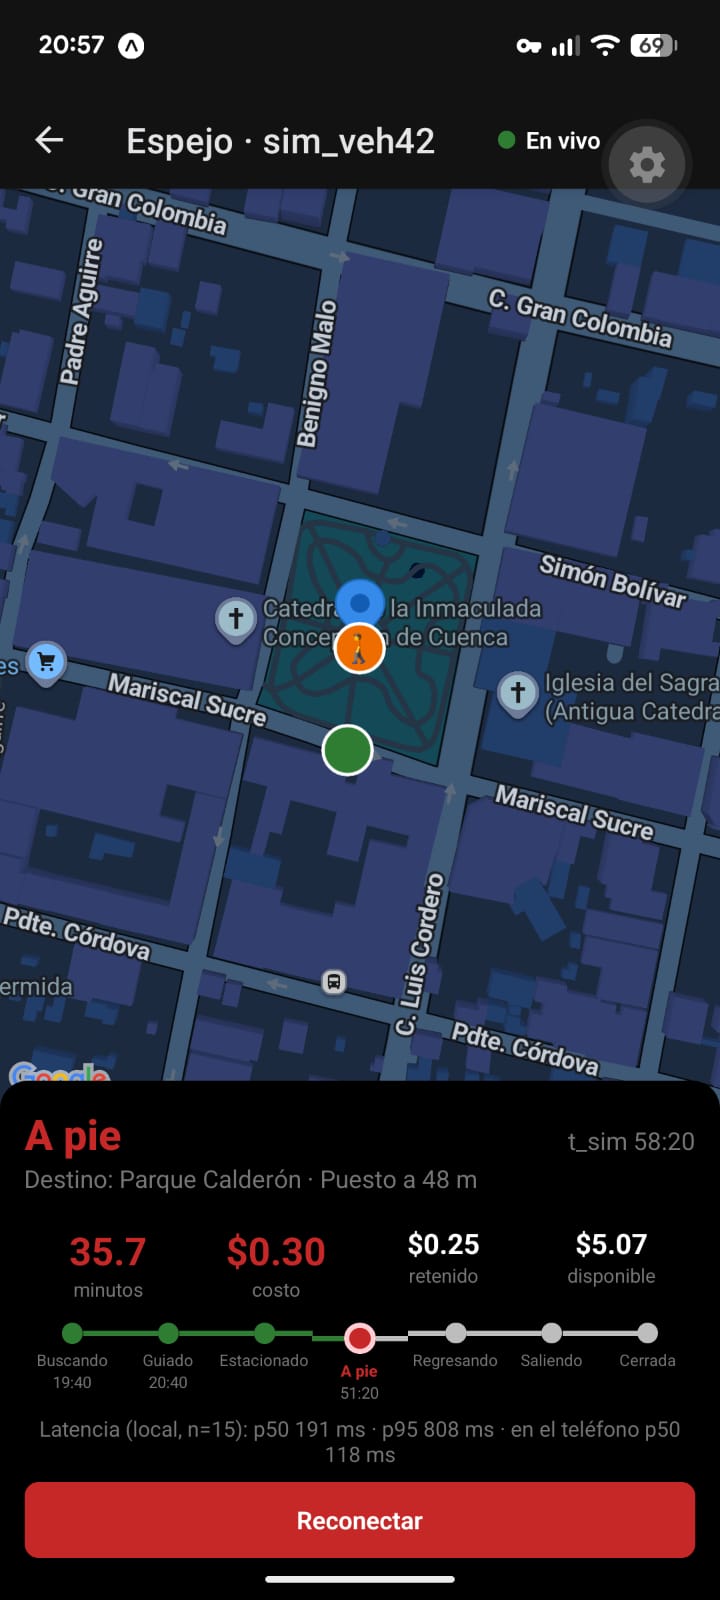 20:57
69
Espejo · sim_veh42
En vivo
C. Gran Colombia
Padre Aguirre
Benigno Malo
C. Gran Colombia
Simón Bolívar
la Inmaculada
de Cuenca
Iglesia del Sagra
(Antigua Catedra
es
Mariscal Sucre
Mariscal Sucre
Pdte. Córdova
C. Luis Cordero
ermida
Pdte. Córdova
Google
A pie
t_sim 58:20
Destino: Parque Calderón · Puesto a 48 m
35.7 $0.30 $0.25 $5.07
minutos costo retenido disponible
Buscando Guiado Estacionado A pie Regresando Saliendo Cerrada
19:40 20:40 51:20
Latencia (local, n=15): p50 191 ms · p95 808 ms · en el teléfono p50
118 ms
Reconectar